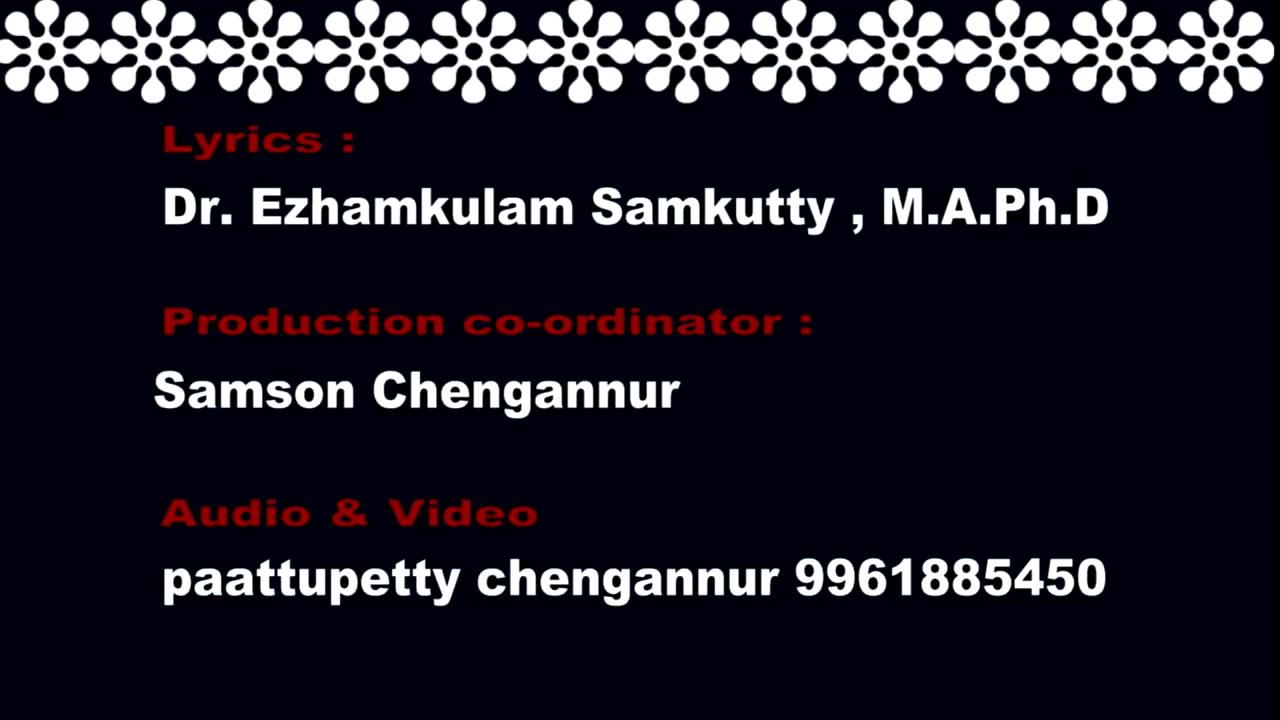 Lyrics :
Dr. Ezhamkulam Samkutty , M.A.Ph.D
Production co-ordinator :
Samson Chengannur
Audio & Video
paattupetty chengannur 9961885450